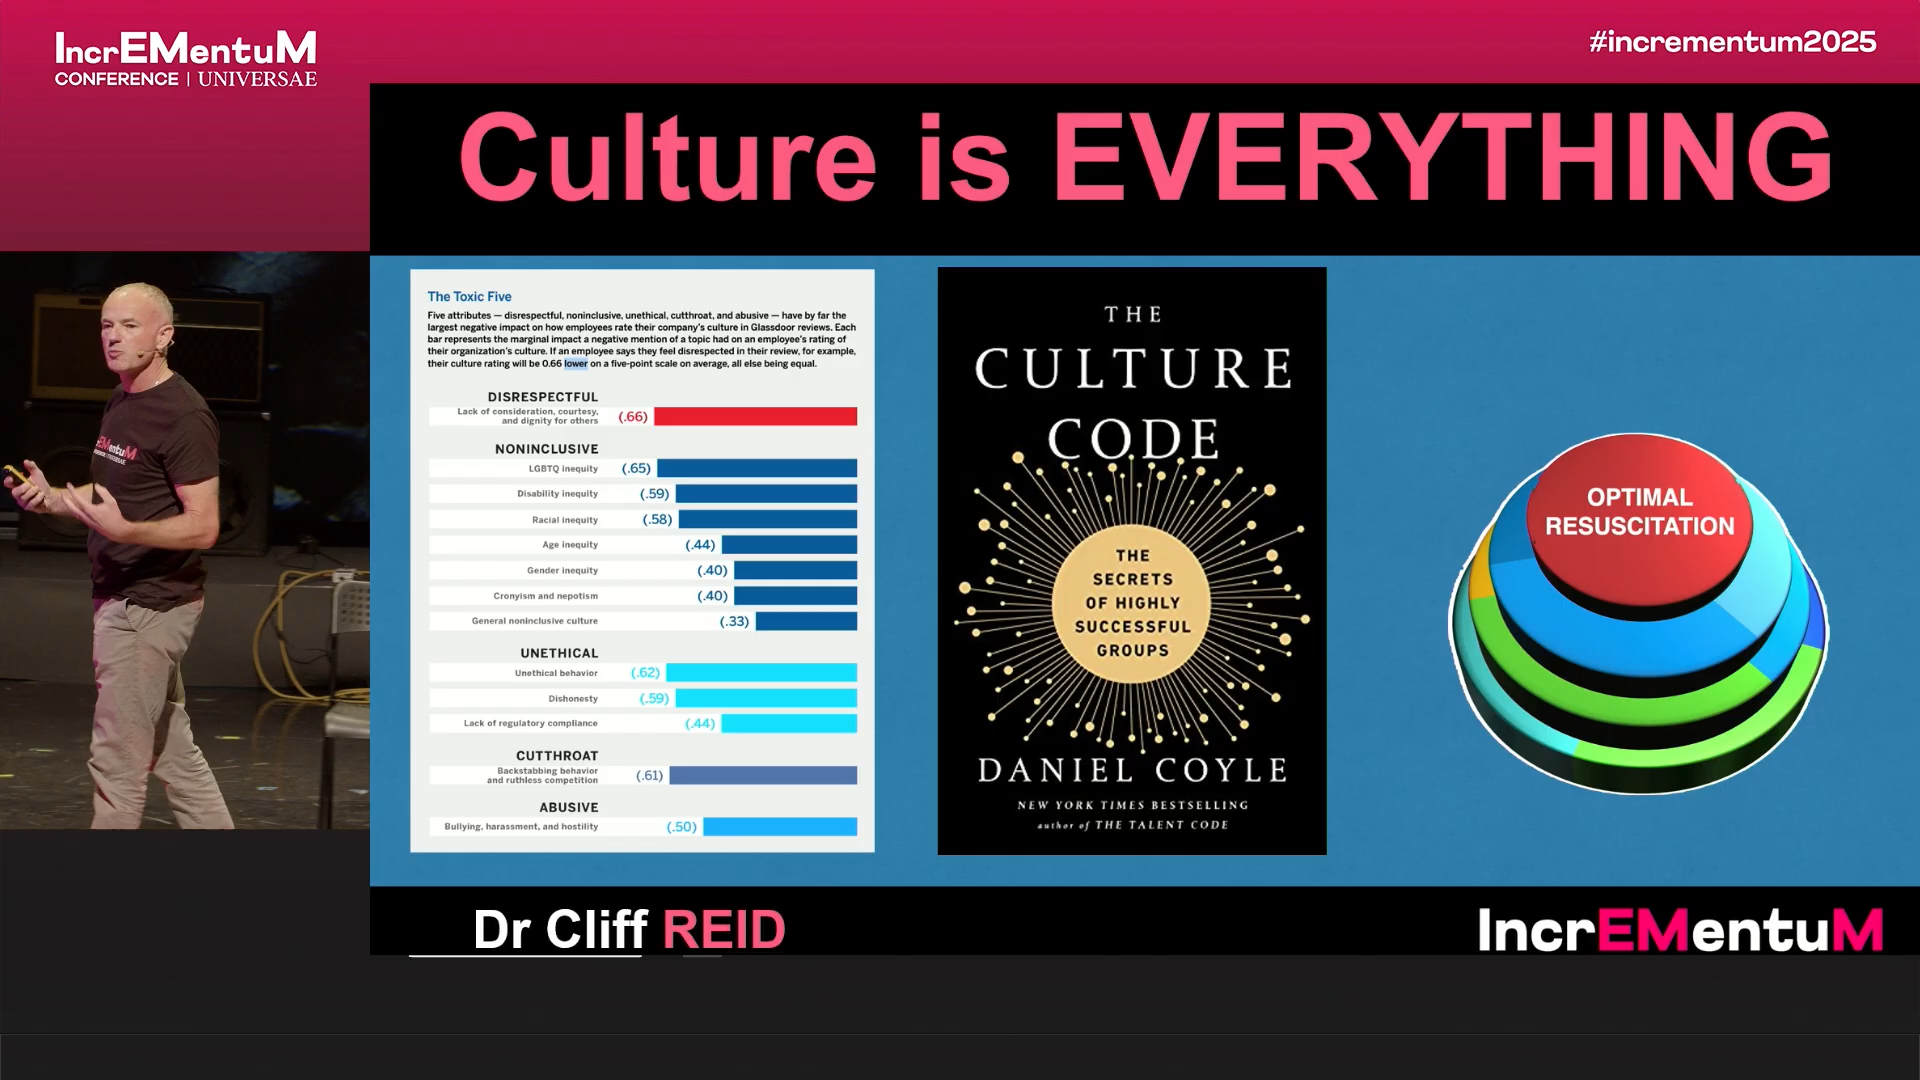 IncrEMentuM
CONFERENCE | UNIVERSAE
#incrementum2025
Culture is EVERYTHING
The Toxic Five
Five attributes — disrespectful, noninclusive, unethical, cutthroat, and abusive — have by far the
largest negative impact on how employees rate their company's culture in Glassdoor reviews. Each
bar represents the marginal impact a negative mention of a topic had on an employee's rating of
their organization's culture. If an employee says they feel disrespected in their review, for example,
their culture rating will be 0.66 lower on a five-point scale on average, all else being equal.
DISRESPECTFUL
Lack of consideration, courtesy,
and dignity for others
(.66)
NONINCLUSIVE
LGBTQ inequity (.65)
Disability inequity (.59)
Racial inequity (.58)
Age inequity (.44)
Gender inequity (.40)
Cronyism and nepotism (.40)
General noninclusive culture (.33)
UNETHICAL
Unethical behavior (.62)
Dishonesty (.59)
Lack of regulatory compliance (.44)
CUTTHROAT
Backstabbing behavior
and ruthless competition
(.61)
ABUSIVE
Bullying, harassment, and hostility (.50)
THE
CULTURE
CODE
THE
SECRETS
OF HIGHLY
SUCCESSFUL
GROUPS
DANIEL COYLE
NEW YORK TIMES BESTSELLING
author of THE TALENT CODE
OPTIMAL
RESUSCITATION
Dr Cliff REID
IncrEMentuM